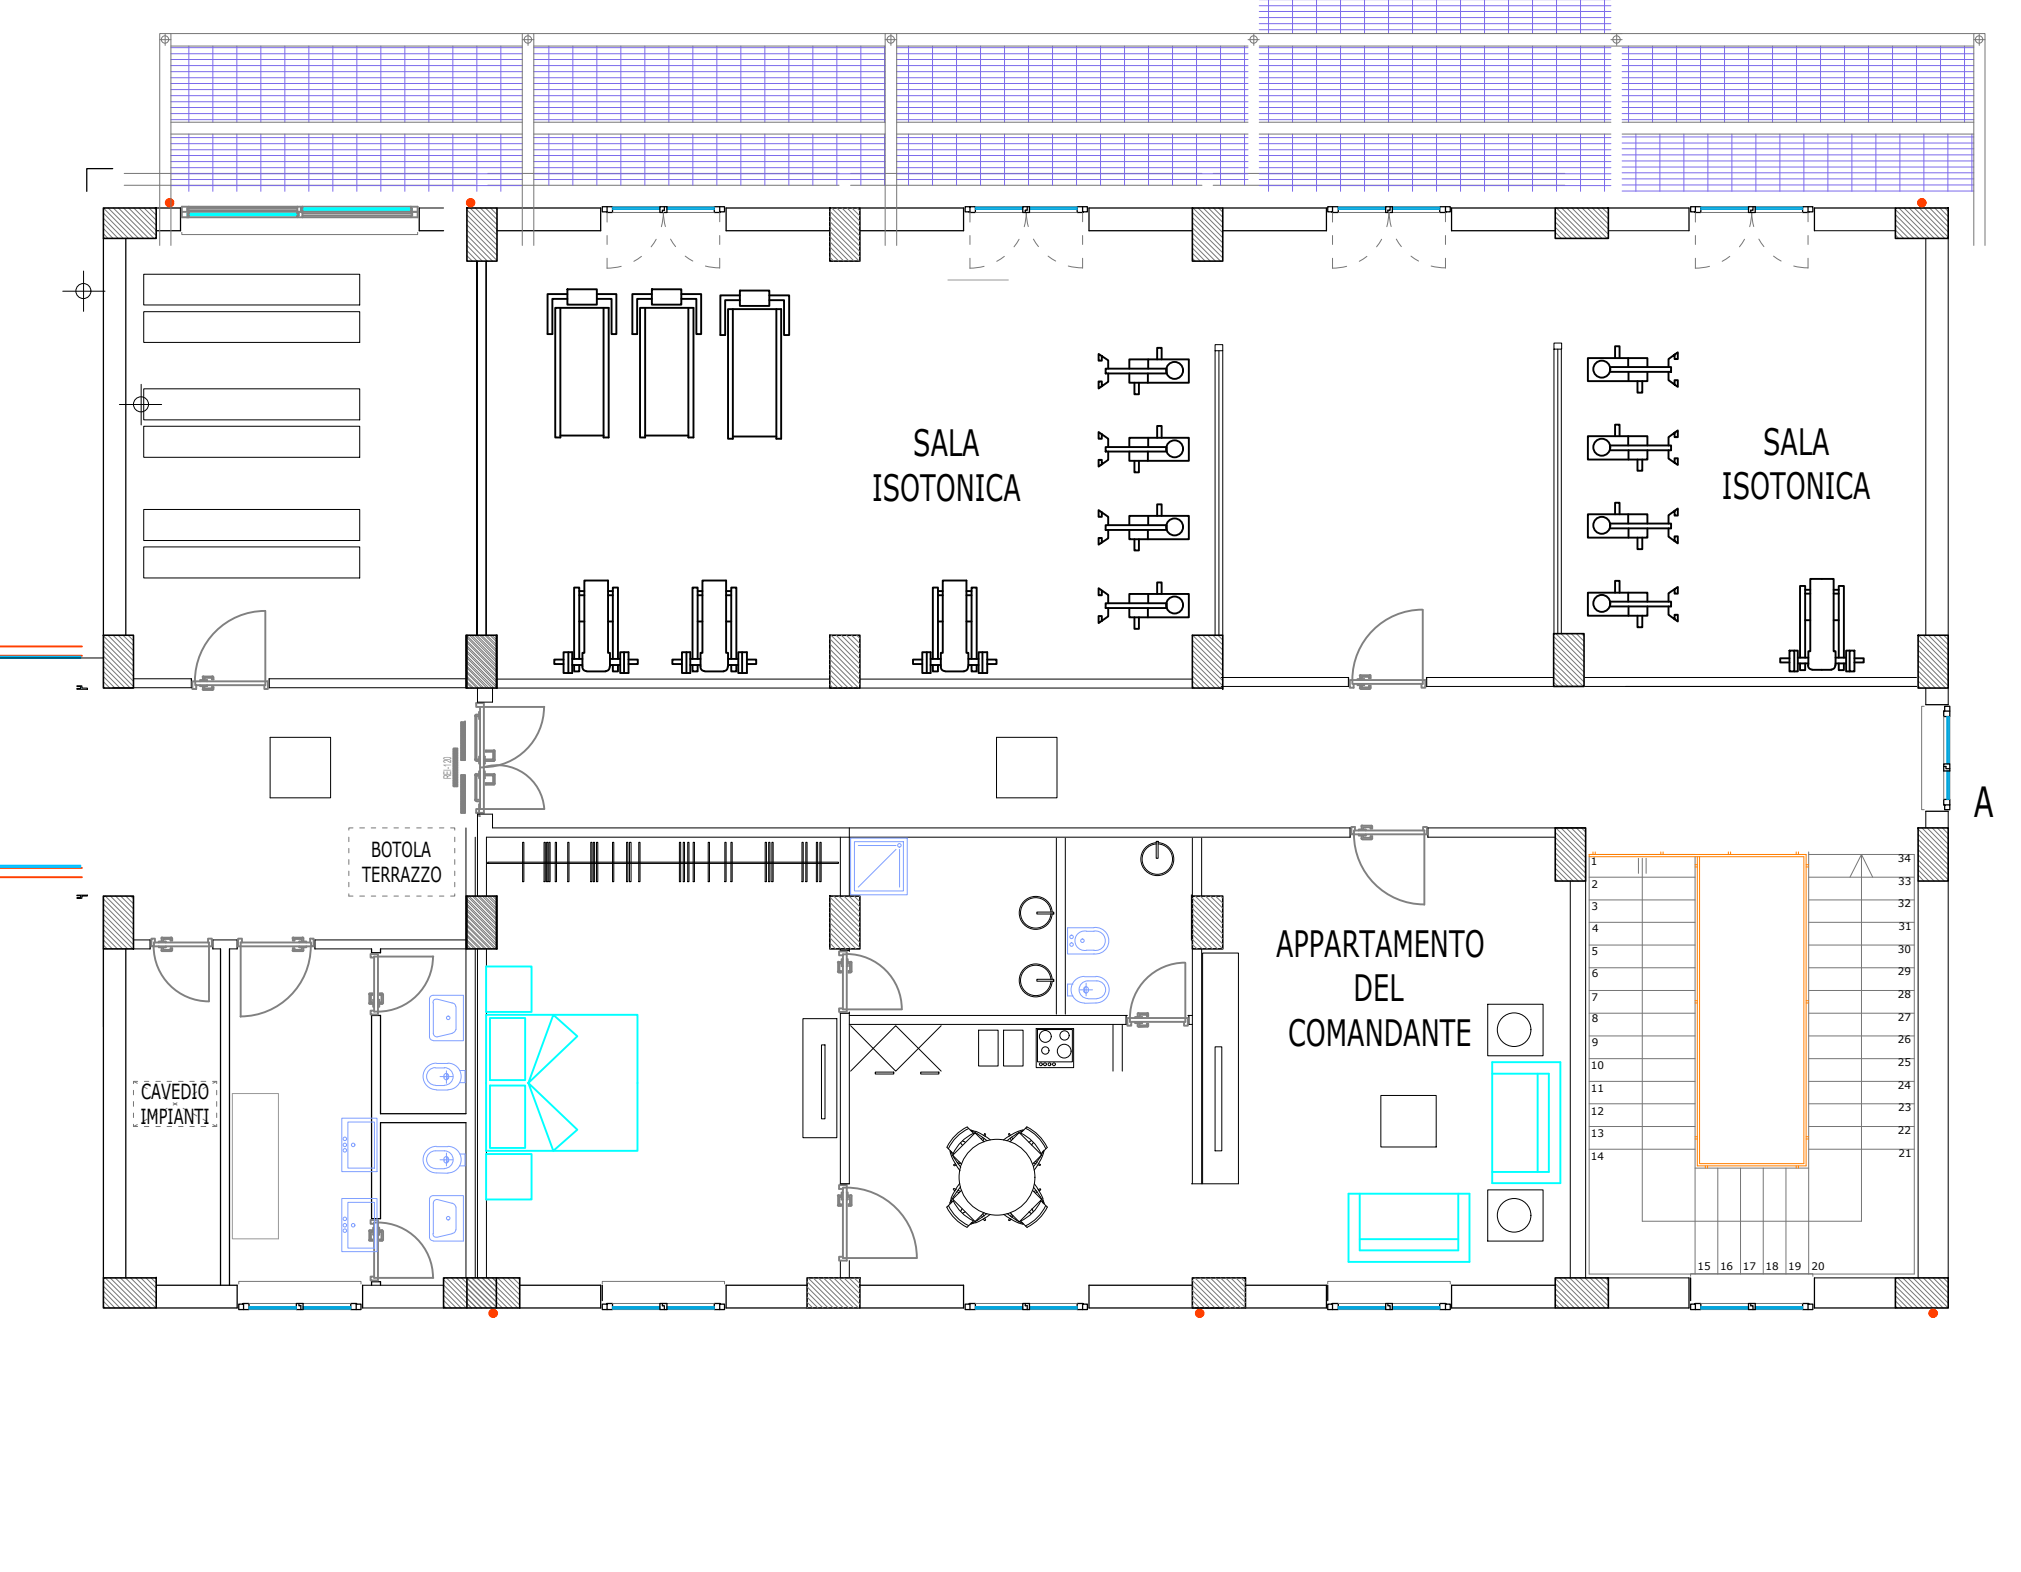 SALA
ISOTONICA
SALA
ISOTONICA
REI-120
A
BOTOLA
TERRAZZO
APPARTAMENTO
DEL
COMANDANTE
CAVEDIO
IMPIANTI
1
2
3
4
5
6
7
8
9
10
11
12
13
14
15 16 17 18 19 20
34
33
32
31
30
29
28
27
26
25
24
23
22
21